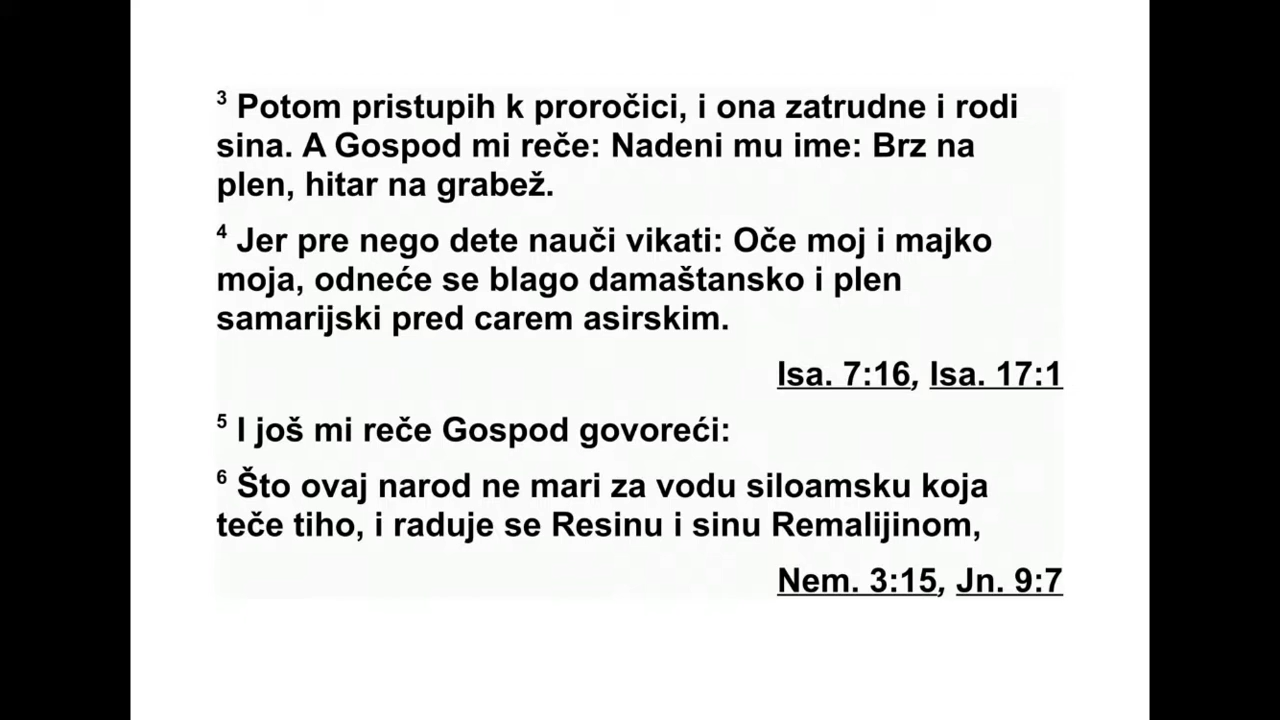 3 Potom pristupih k proročici, i ona zatrudne i rodi
sina. A Gospod mi reče: Nadeni mu ime: Brz na
plen, hitar na grabež.
4 Jer pre nego dete nauči vikati: Oče moj i majko
moja, odneće se blago damaštansko i plen
samarijski pred carem asirskim.
Isa. 7:16, Isa. 17:1
5 I još mi reče Gospod govoreći:
6 Što ovaj narod ne mari za vodu siloamsku koja
teče tiho, i raduje se Resinu i sinu Remalijinom,
Nem. 3:15, Jn. 9:7